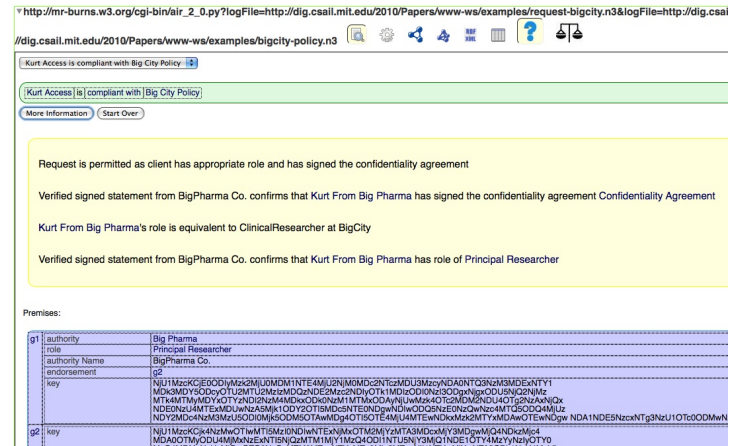 http://mr-burns.w3.org/cgi-bin/air_2_0.py?logFile=http://dig.csail.mit.edu/2010/Papers/www-ws/examples/request-bigcity.n3&logFile=http://dig.csai
//dig.csail.mit.edu/2010/Papers/www-ws/examples/bigcity-policy.n3
RDF XML
?
Kurt Access is compliant with Big City Policy
Kurt Access is compliant with Big City Policy
More Information Start Over
Request is permitted as client has appropriate role and has signed the confidentiality agreement
Verified signed statement from BigPharma Co. confirms that Kurt From Big Pharma has signed the confidentiality agreement Confidentiality Agreement
Kurt From Big Pharma's role is equivalent to ClinicalResearcher at BigCity
Verified signed statement from BigPharma Co. confirms that Kurt From Big Pharma has role of Principal Researcher
Premises:
g1 authority Big Pharma
role Principal Researcher
authority Name BigPharma Co.
endorsement g2
key
g2 key